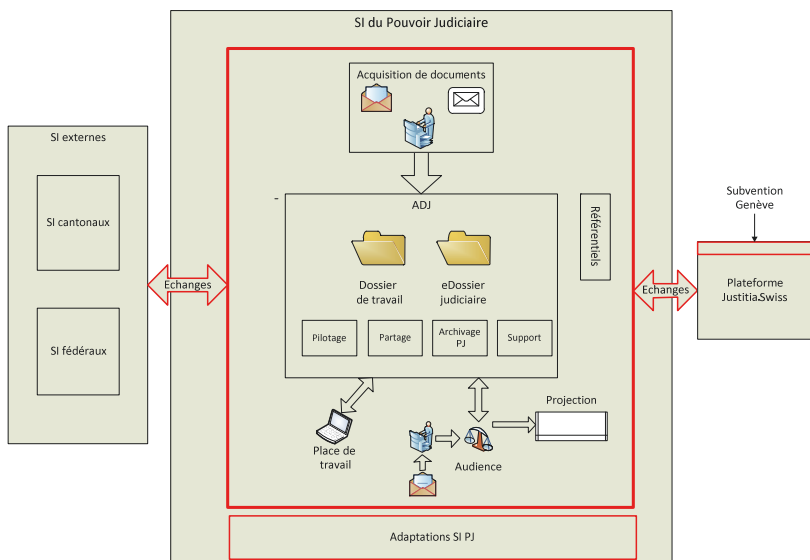 SI du Pouvoir Judiciaire
Acquisition de documents
SI externes
SI cantonaux
SI fédéraux
Echanges
-
ADJ
Référentiels
Dossier
de travail
eDossier
judiciaire
Pilotage
Partage
Archivage
PJ
Support
Echanges
Subvention
Genève
Plateforme
Justitia.Swiss
Place de
travail
Audience
Projection
Adaptations SI PJ